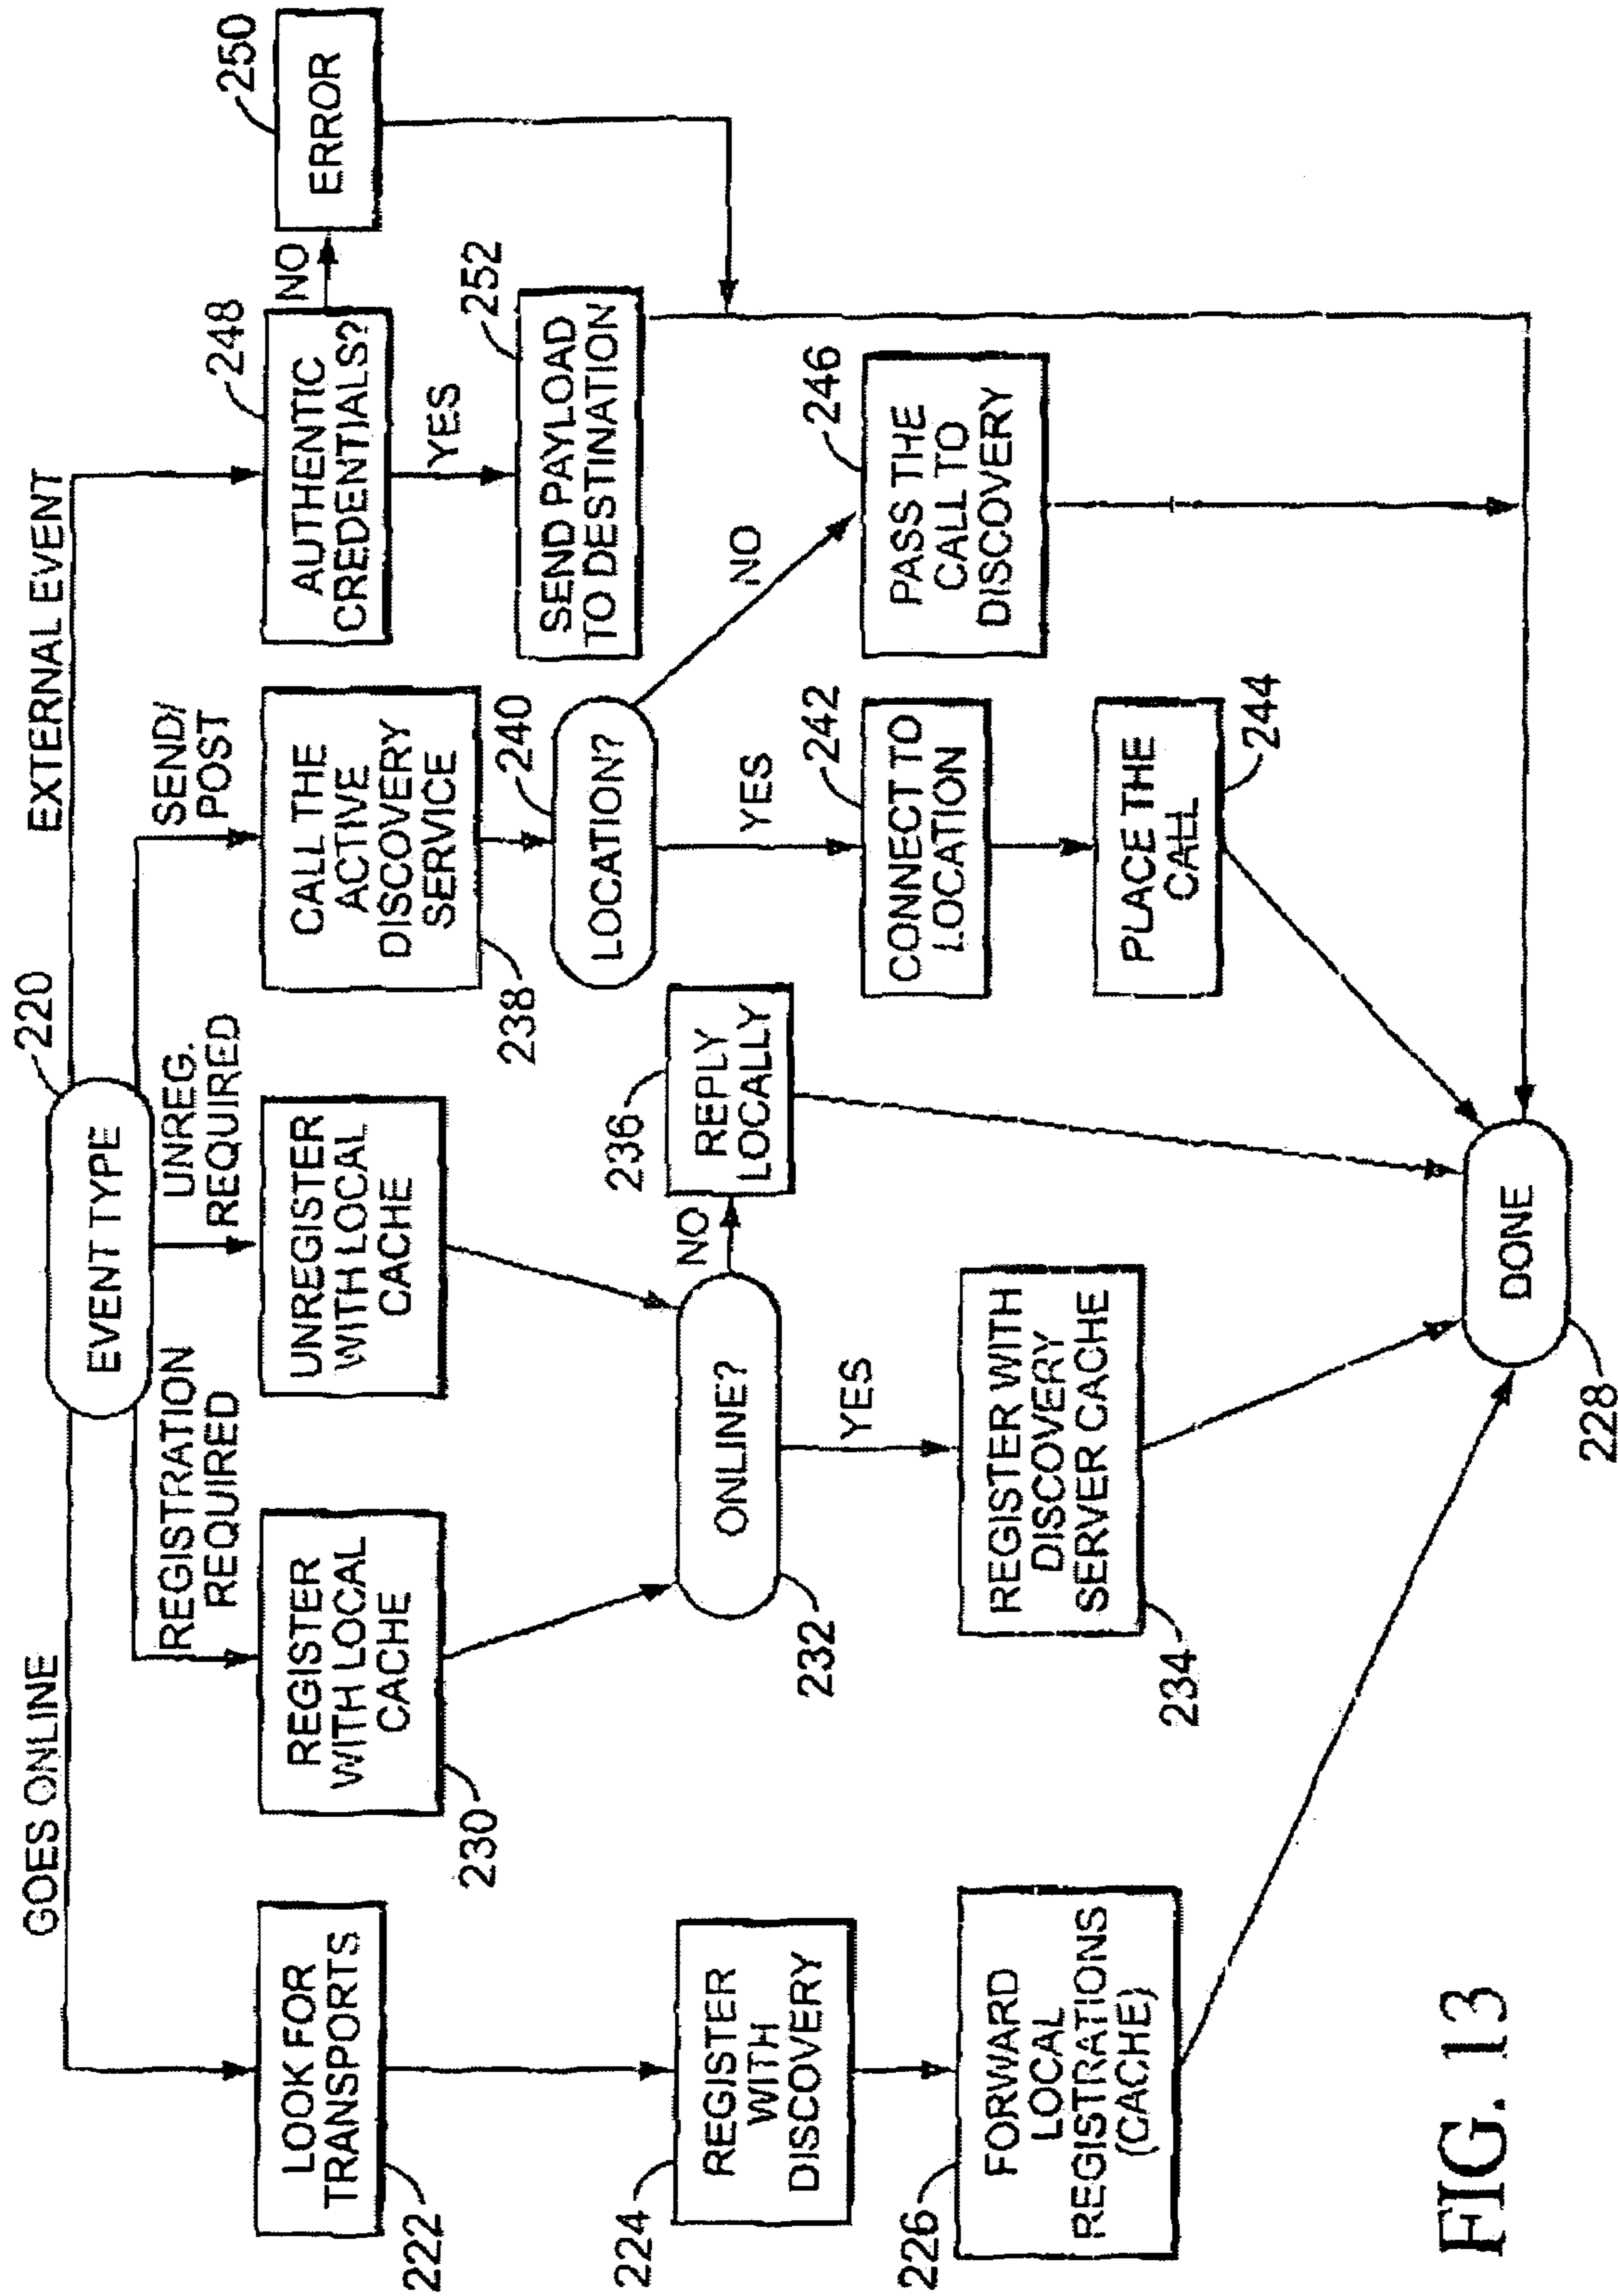 220
EVENT TYPE
GOES ONLINE
REGISTRATION
REQUIRED
UNREG.
REQUIRED
SEND/
POST
EXTERNAL EVENT
LOOK FOR
TRANSPORTS
222
REGISTER
WITH
DISCOVERY
224
FORWARD
LOCAL
REGISTRATIONS
(CACHE)
226
REGISTER
WITH LOCAL
CACHE
230
UNREGISTER
WITH LOCAL
CACHE
ONLINE?
232
NO
REPLY
LOCALLY
236
YES
REGISTER WITH
DISCOVERY
SERVER CACHE
234
CALL THE
ACTIVE
DISCOVERY
SERVICE
238
LOCATION?
240
YES
CONNECT TO
LOCATION
242
PLACE THE
CALL
244
NO
PASS THE
CALL TO
DISCOVERY
246
AUTHENTIC
CREDENTIALS?
248
NO
ERROR
250
YES
SEND PAYLOAD
TO DESTINATION
252
DONE
228
FIG. 13